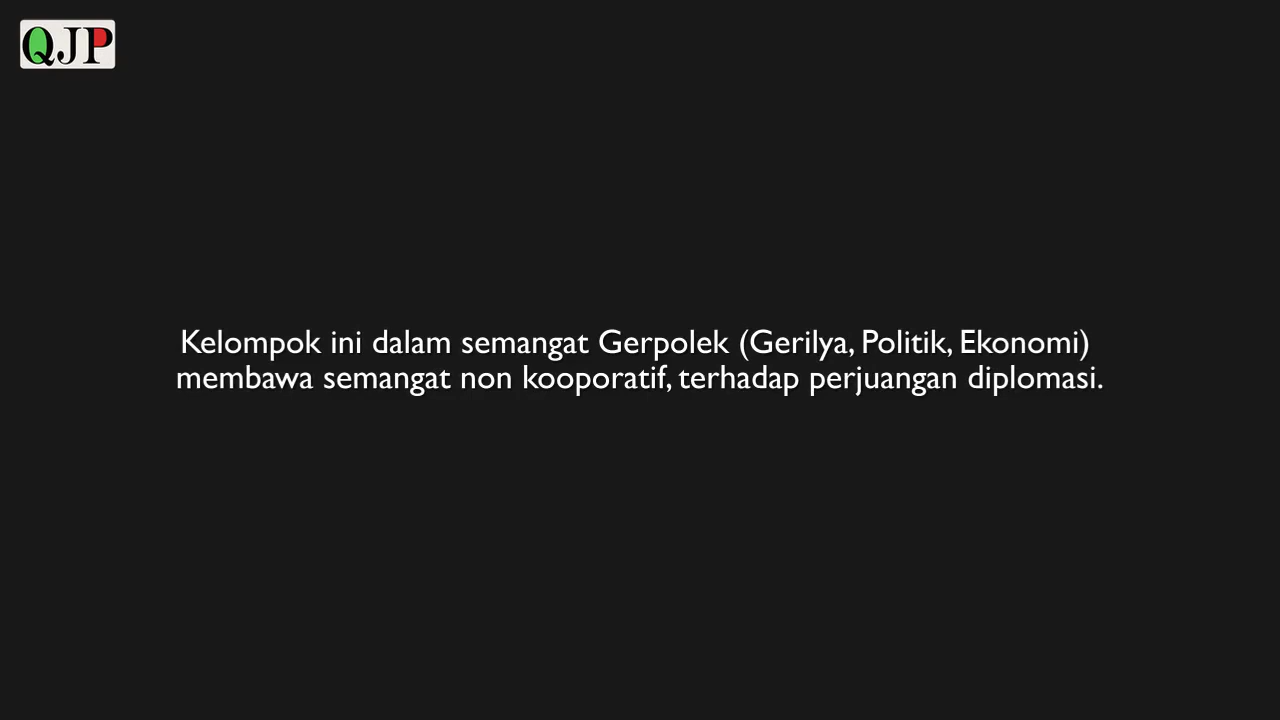 QJP
Kelompok ini dalam semangat Gerpolek (Gerilya, Politik, Ekonomi)
membawa semangat non kooporatif, terhadap perjuangan diplomasi.